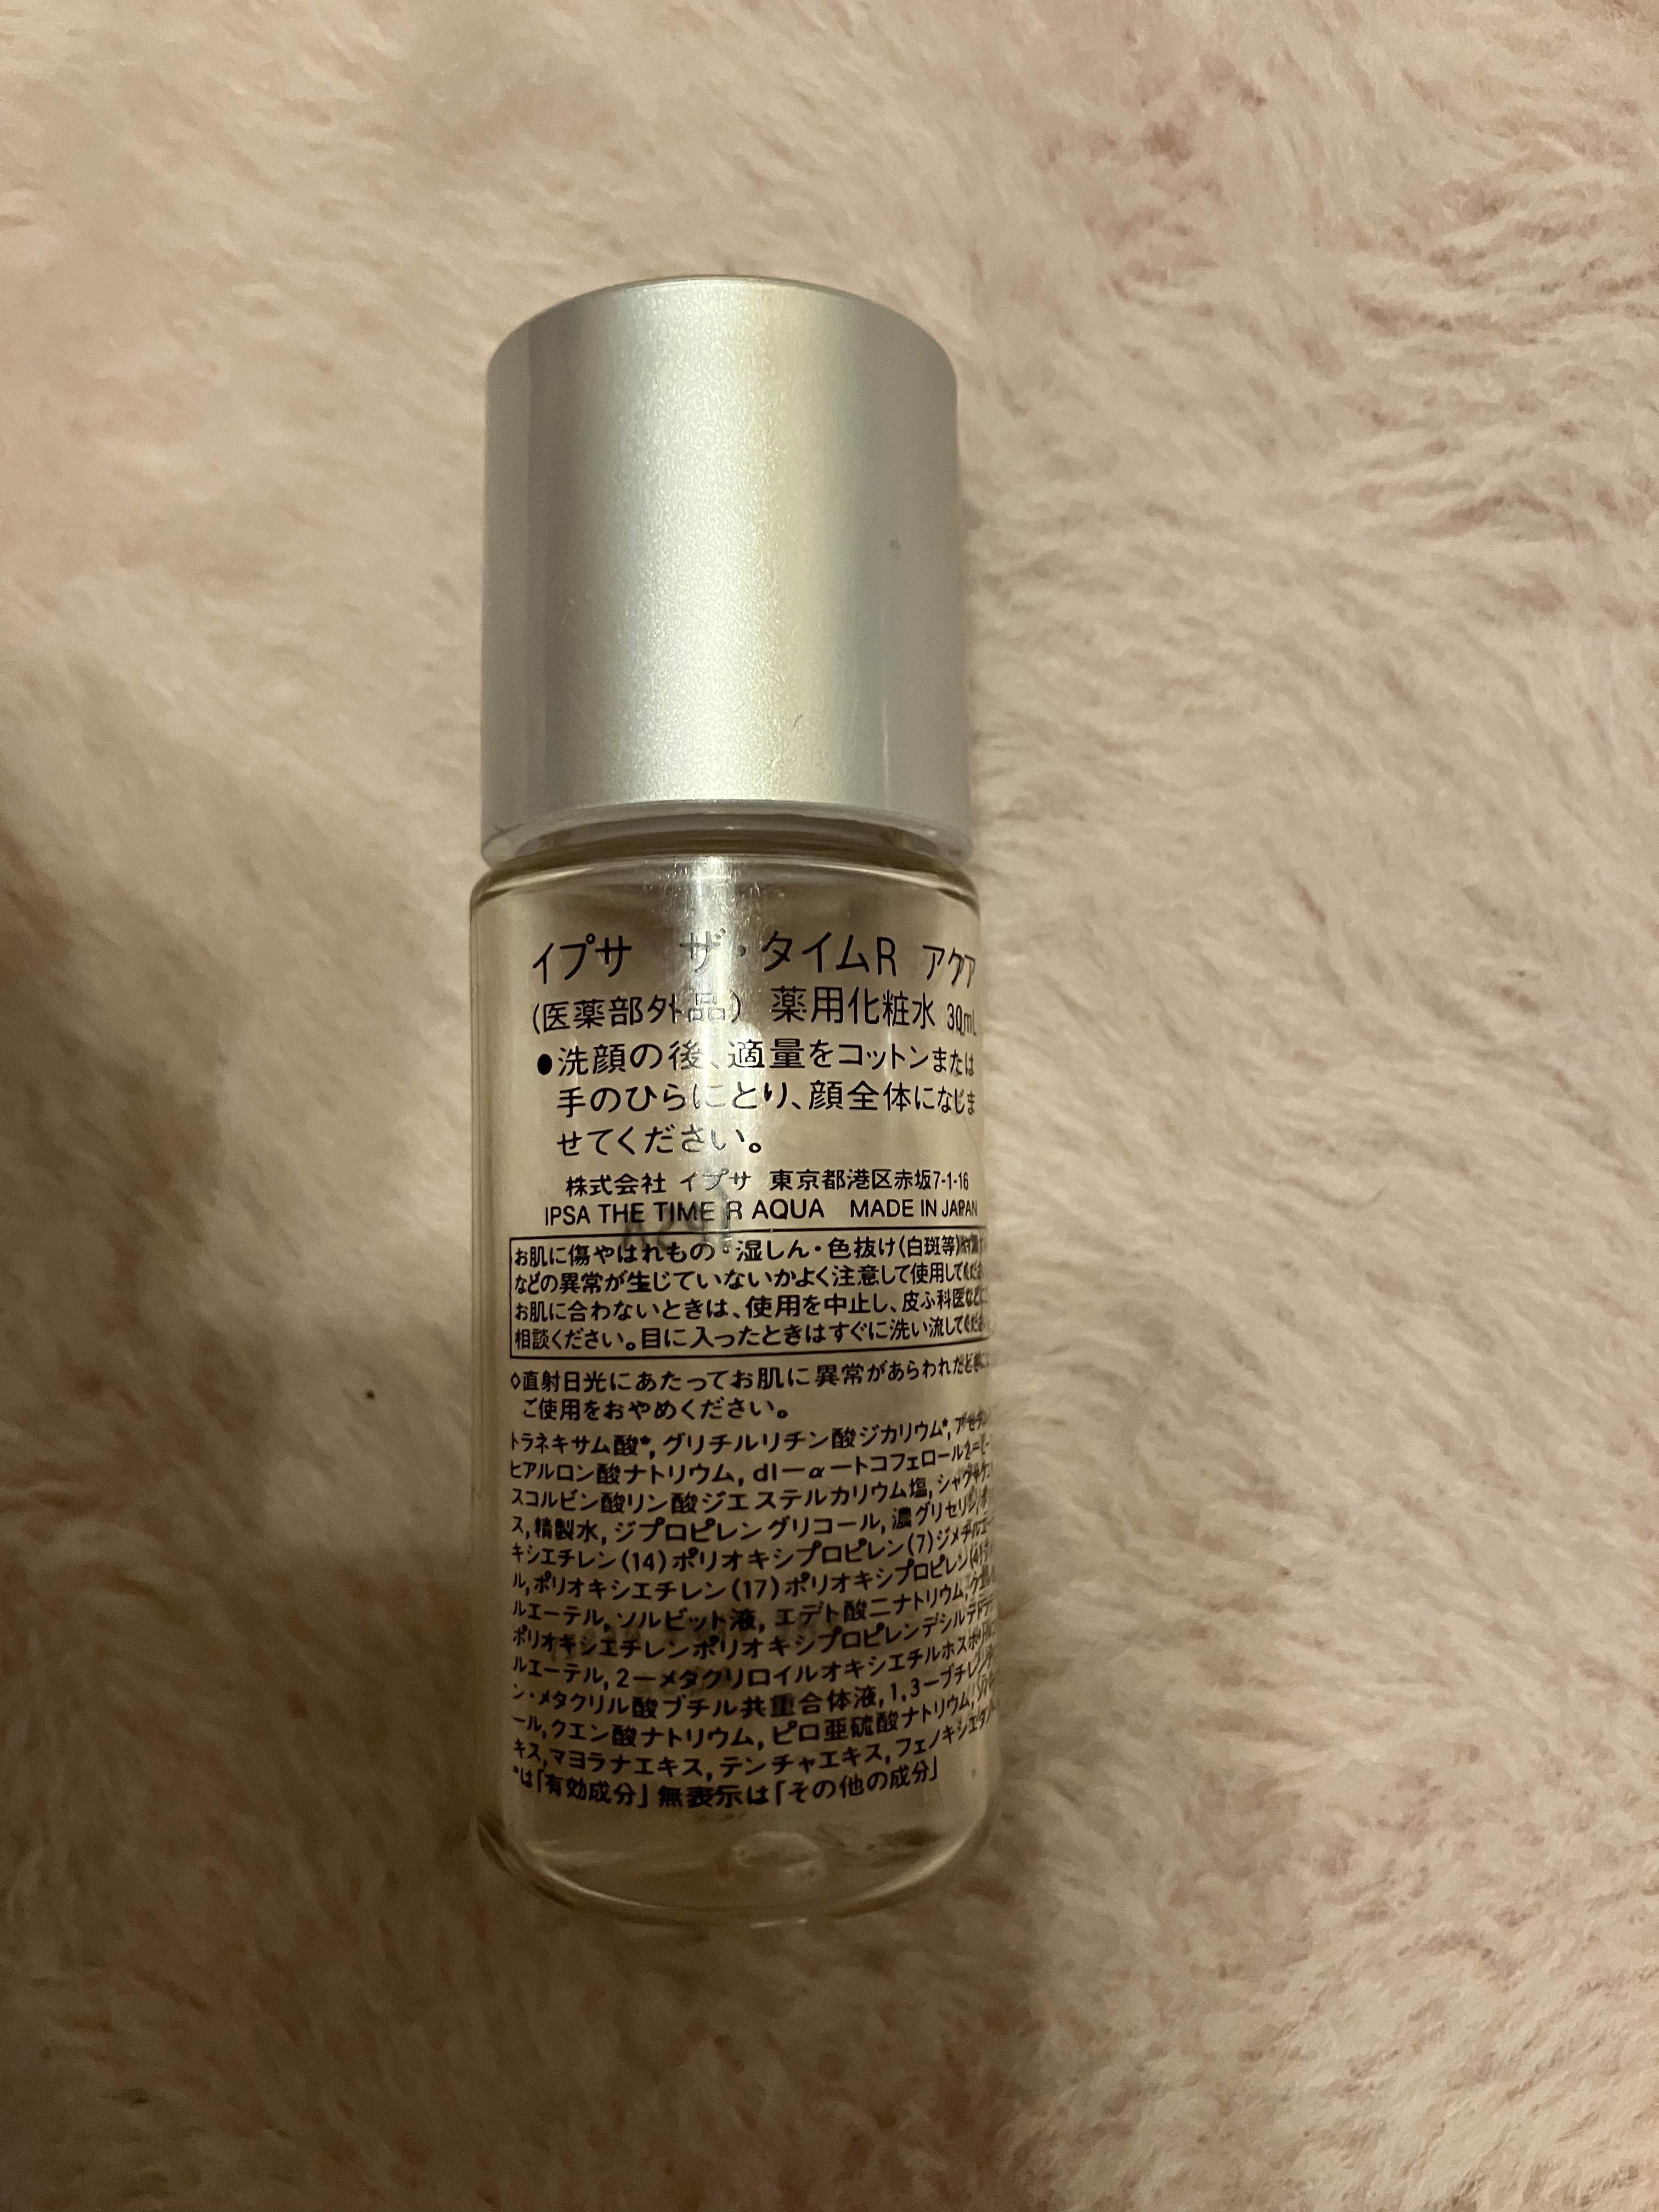 イプサ ザ・タイムR アクア
(医薬部外品) 薬用化粧水 30mL
●洗顔の後、適量をコットンまたは
手のひらにとり、顔全体になじま
せてください。
株式会社 イプサ 東京都港区赤坂7-1-16
IPSA THE TIME R AQUA MADE IN JAPAN
お肌に傷やはれもの・湿しん・色抜け(白斑等)
などの異常が生じていないかよく注意して使用してくださ
お肌に合わないときは、使用を中止し、皮ふ科医など
相談ください。目に入ったときはすぐに洗い流してくださ
◇直射日光にあたってお肌に異常があらわれた
ご使用をおやめください。
トラネキサム酸*, グリチルリチン酸ジカリウム*, アセチ
ヒアルロン酸ナトリウム, dl－α－トコフェロール2－
スコルビン酸リン酸ジエステルカリウム塩,
ス, 精製水, ジプロピレングリコール, 濃グリセリン,
キシエチレン(14)ポリオキシプロピレン(7)ジメチルエー
ル, ポリオキシエチレン(17)ポリオキシプロピレン(4)
ルエーテル, ソルビット液, エデト酸二ナトリウム,
ポリオキシエチレンポリオキシプロピレンデシルテトラデ
ルエーテル, 2－メタクリロイルオキシエチルホスホリ
ン・メタクリル酸ブチル共重合体液, 1,3－ブチレン
ール, クエン酸ナトリウム, ピロ亜硫酸ナトリウム,
キス, マヨラナエキス, テンチャエキス, フェノキシエタノ
*は「有効成分」無表示は「その他の成分」